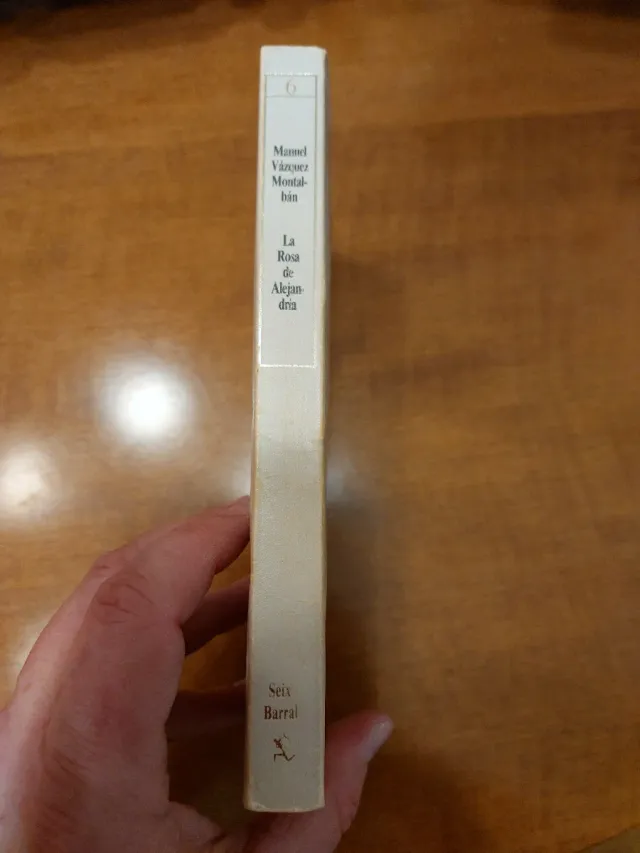 6
Manuel
Vázquez
Montal-
bán
La
Rosa
de
Alejan-
dría
Seix
Barral